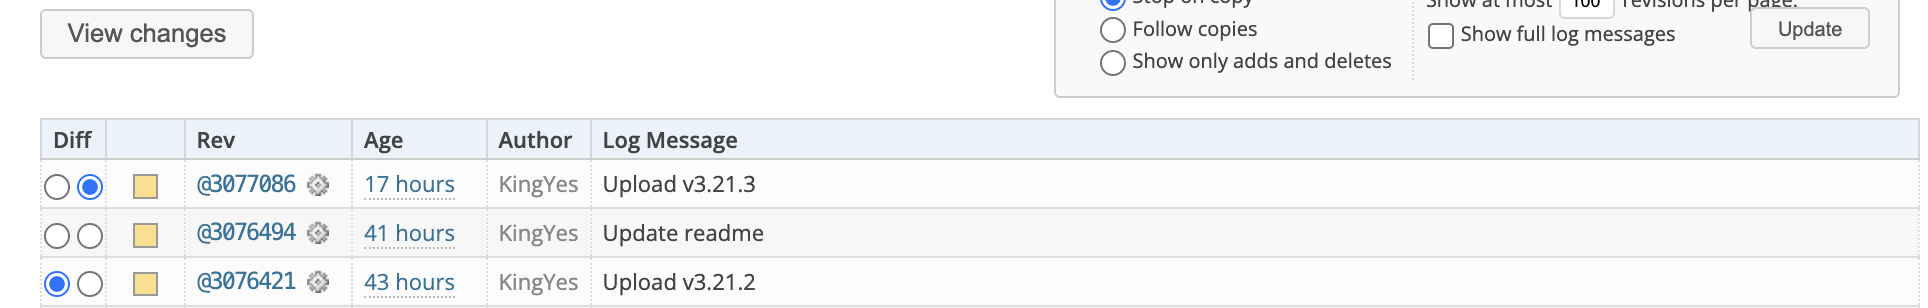 Stop on copy
Show at most 100 revisions per page.
View changes
Follow copies
Show full log messages
Update
Show only adds and deletes
Diff Rev Age Author Log Message
@3077086 17 hours KingYes Upload v3.21.3
@3076494 41 hours KingYes Update readme
@3076421 43 hours KingYes Upload v3.21.2